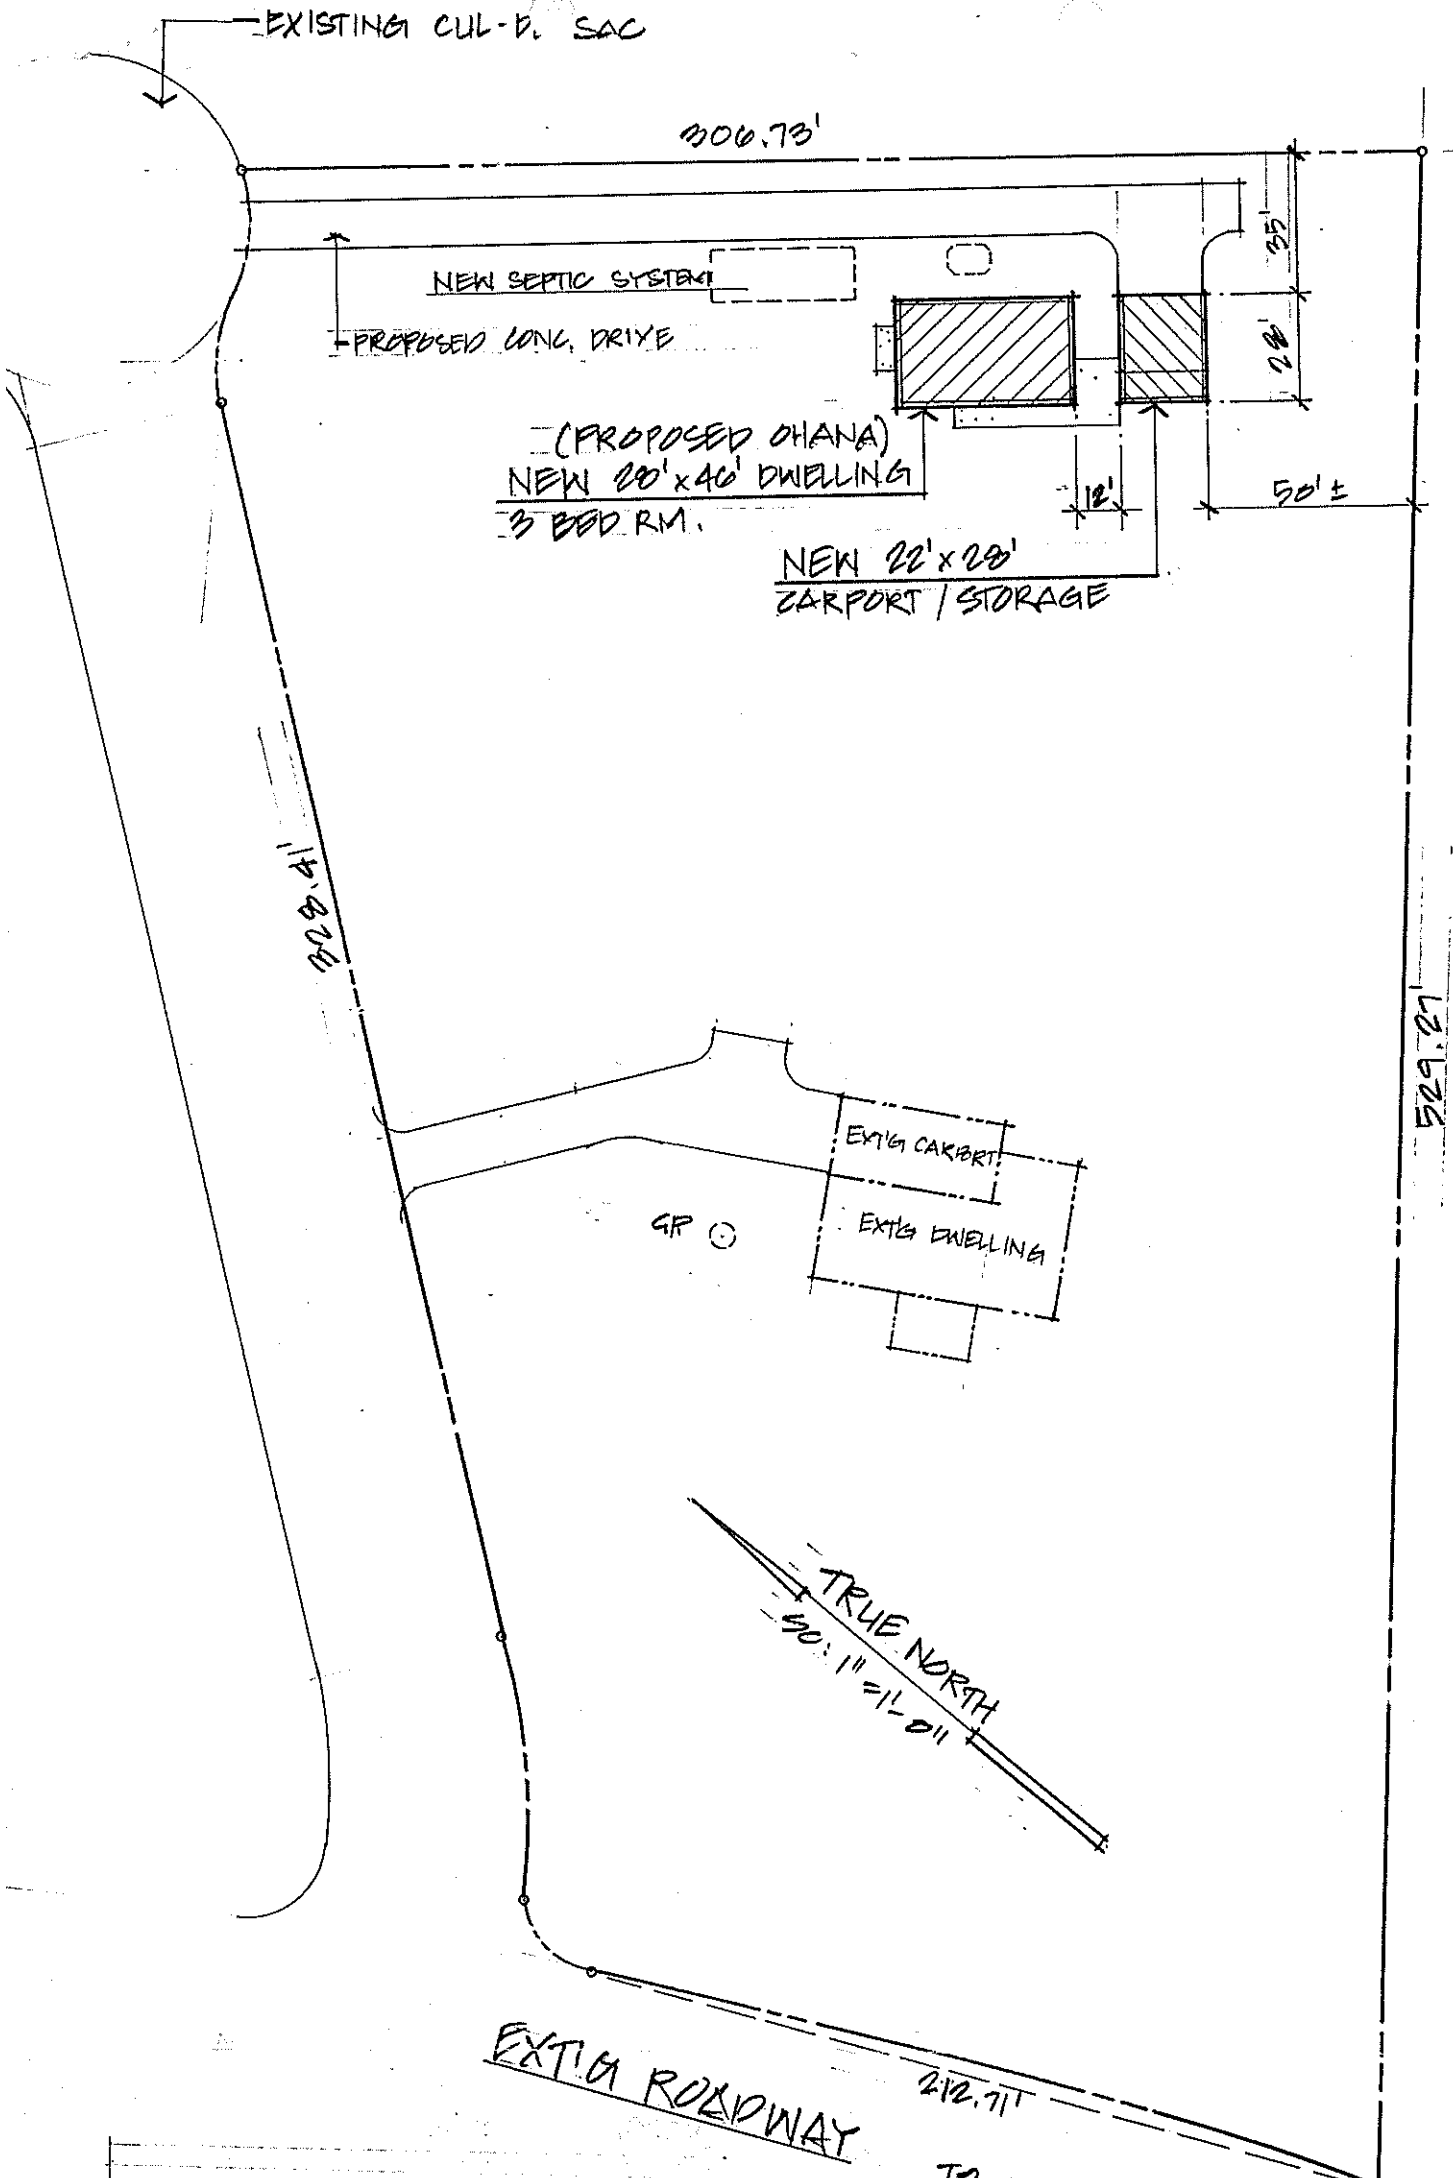 EXISTING CUL-E. SAC
306.73'
35'
NEW SEPTIC SYSTEM
PROPOSED CONC. DRIVE
28'
(PROPOSED OHANA)
NEW 28'x46' DWELLING
3 BED RM.
12'
50' ±
NEW 22'x28'
CARPORT / STORAGE
328.41'
529.27'
EXT'G CARPORT
EXT'G DWELLING
TRUE NORTH
SC: 1" =1'-0"
EXT'G ROADWAY
212.71'